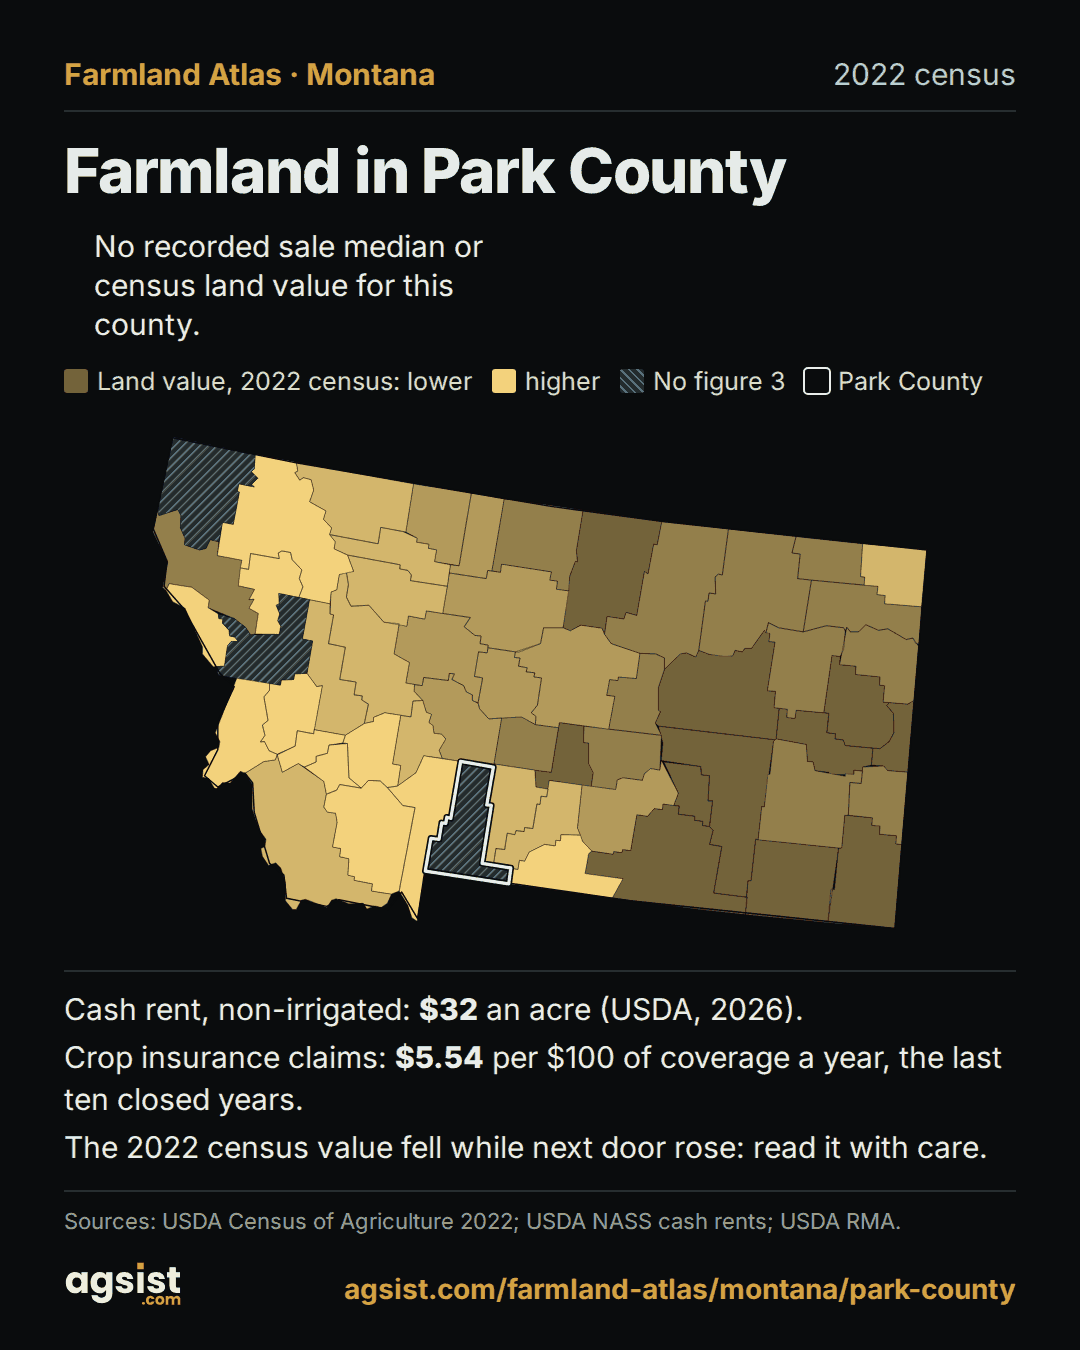 Farmland Atlas · Montana
2022 census
Farmland in Park County
No recorded sale median or
census land value for this
county.
Land value, 2022 census: lower
higher
No figure 3
Park County
Cash rent, non-irrigated: $32 an acre (USDA, 2026).
Crop insurance claims: $5.54 per $100 of coverage a year, the last
ten closed years.
The 2022 census value fell while next door rose: read it with care.
Sources: USDA Census of Agriculture 2022; USDA NASS cash rents; USDA RMA.
agsist
.com
agsist.com/farmland-atlas/montana/park-county